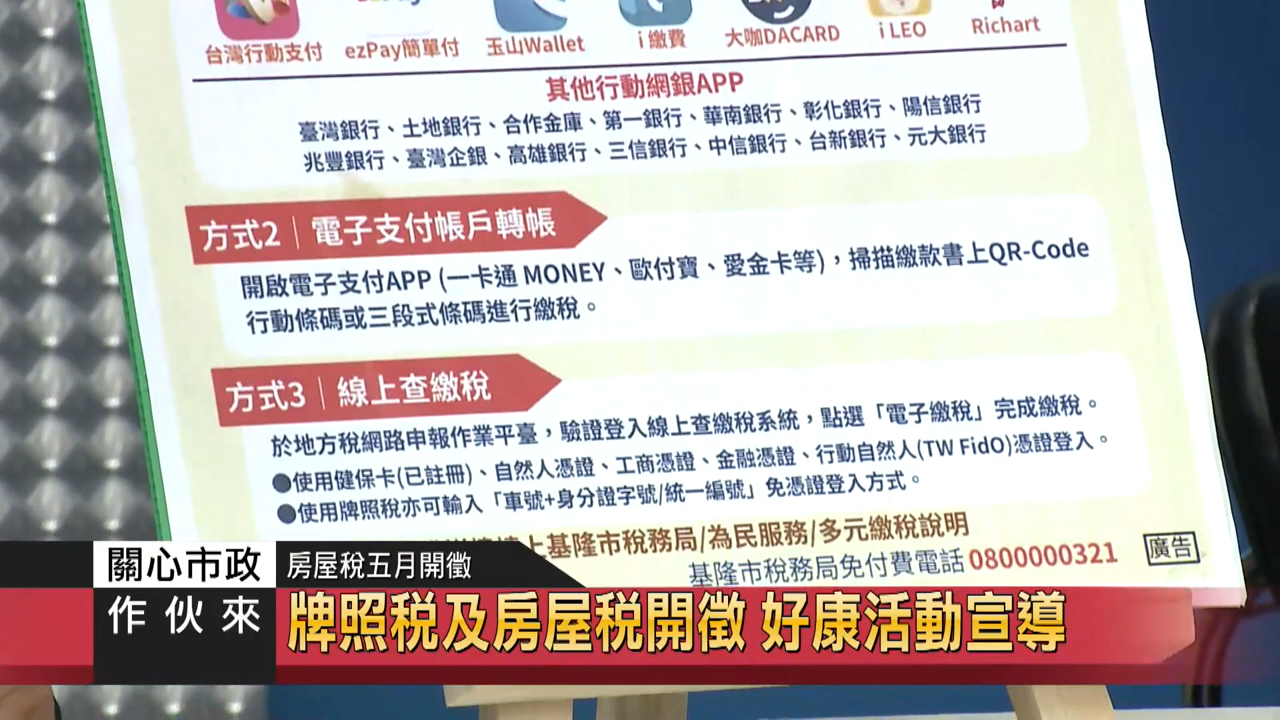 台灣行動支付 ezPay簡單付 玉山Wallet i繳費 大咖DACARD iLEO Richart
其他行動網銀APP
臺灣銀行、土地銀行、合作金庫、第一銀行、華南銀行、彰化銀行、陽信銀行
兆豐銀行、臺灣企銀、高雄銀行、三信銀行、中信銀行、台新銀行、元大銀行
方式2｜電子支付帳戶轉帳
開啟電子支付APP (一卡通 MONEY、歐付寶、愛金卡等)，掃描繳款書上QR-Code
行動條碼或三段式條碼進行繳稅。
方式3｜線上查繳稅
於地方稅網路申報作業平臺，驗證登入線上查繳稅系統，點選「電子繳稅」完成繳稅。
●使用健保卡(已註冊)、自然人憑證、工商憑證、金融憑證、行動自然人(TW FidO)憑證登入。
●使用牌照稅亦可輸入「車號+身分證字號/統一編號」免憑證登入方式。
上基隆市稅務局/為民服務/多元繳稅說明
基隆市稅務局免付費電話 0800000321
廣告
關心市政 房屋稅五月開徵
作伙來 牌照稅及房屋稅開徵 好康活動宣導